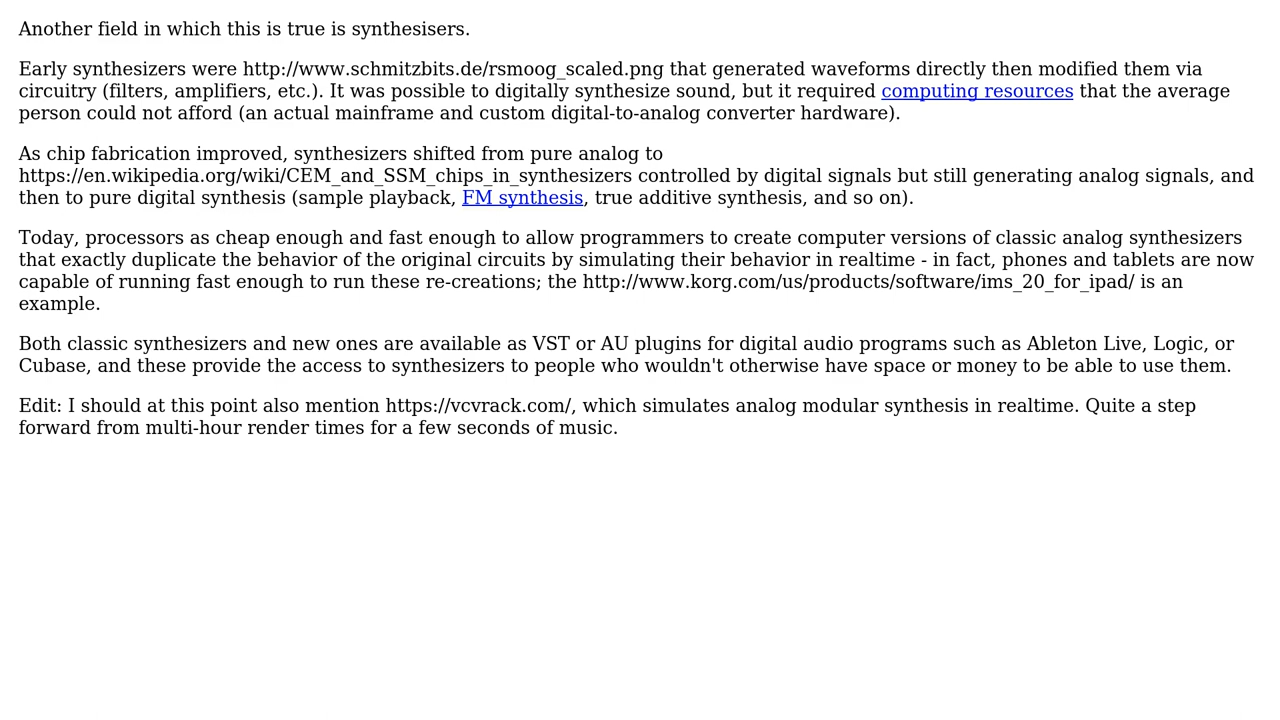 Another field in which this is true is synthesisers.
Early synthesizers were http://www.schmitzbits.de/rsmoog_scaled.png that generated waveforms directly then modified them via
circuitry (filters, amplifiers, etc.). It was possible to digitally synthesize sound, but it required computing resources that the average
person could not afford (an actual mainframe and custom digital-to-analog converter hardware).
As chip fabrication improved, synthesizers shifted from pure analog to
https://en.wikipedia.org/wiki/CEM_and_SSM_chips_in_synthesizers controlled by digital signals but still generating analog signals, and
then to pure digital synthesis (sample playback, FM synthesis, true additive synthesis, and so on).
Today, processors as cheap enough and fast enough to allow programmers to create computer versions of classic analog synthesizers
that exactly duplicate the behavior of the original circuits by simulating their behavior in realtime - in fact, phones and tablets are now
capable of running fast enough to run these re-creations; the http://www.korg.com/us/products/software/ims_20_for_ipad/ is an
example.
Both classic synthesizers and new ones are available as VST or AU plugins for digital audio programs such as Ableton Live, Logic, or
Cubase, and these provide the access to synthesizers to people who wouldn't otherwise have space or money to be able to use them.
Edit: I should at this point also mention https://vcvrack.com/, which simulates analog modular synthesis in realtime. Quite a step
forward from multi-hour render times for a few seconds of music.